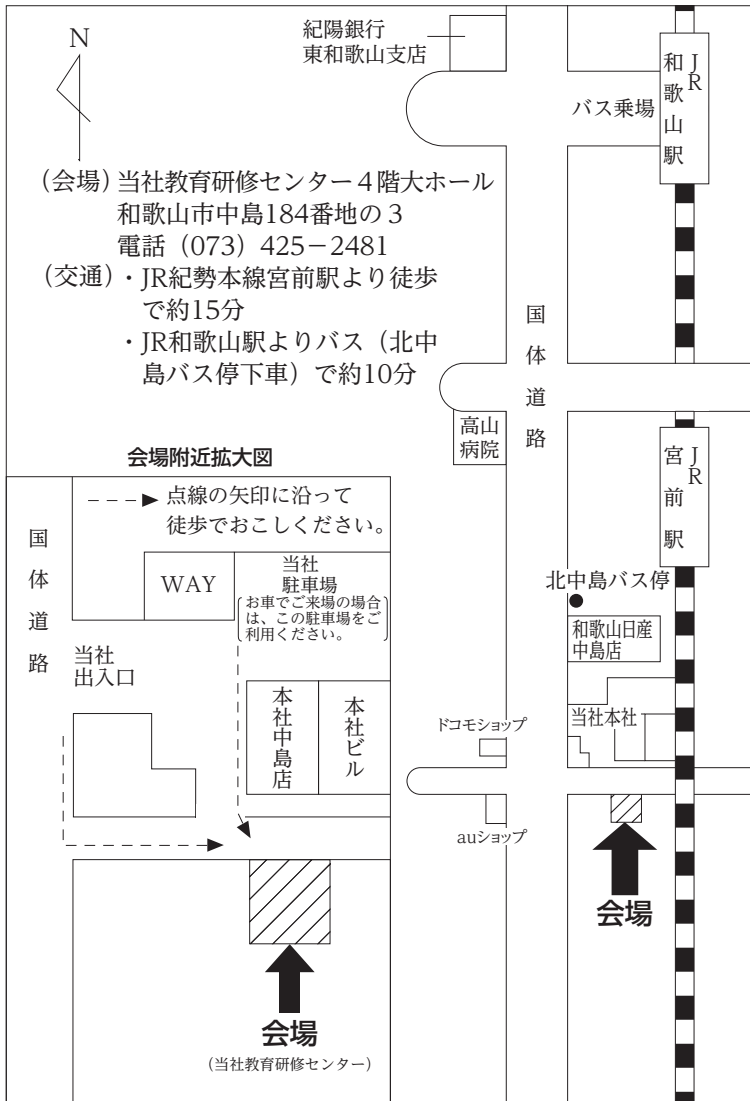 N
紀陽銀行
東和歌山支店
バス乗場
JR
和歌山駅
(会場) 当社教育研修センター４階大ホール
和歌山市中島184番地の３
電話（073）425−2481
(交通)・JR紀勢本線宮前駅より徒歩
で約15分
・JR和歌山駅よりバス（北中
島バス停下車）で約10分
国体道路
高山
病院
JR
宮前駅
北中島バス停
和歌山日産
中島店
当社本社
ドコモショップ
auショップ
会場
会場附近拡大図
点線の矢印に沿って
徒歩でおこしください。
国体道路
WAY
当社
駐車場
お車でご来場の場合
は、この駐車場をご
利用ください。
当社
出入口
本社中島店
本社ビル
会場
(当社教育研修センター)